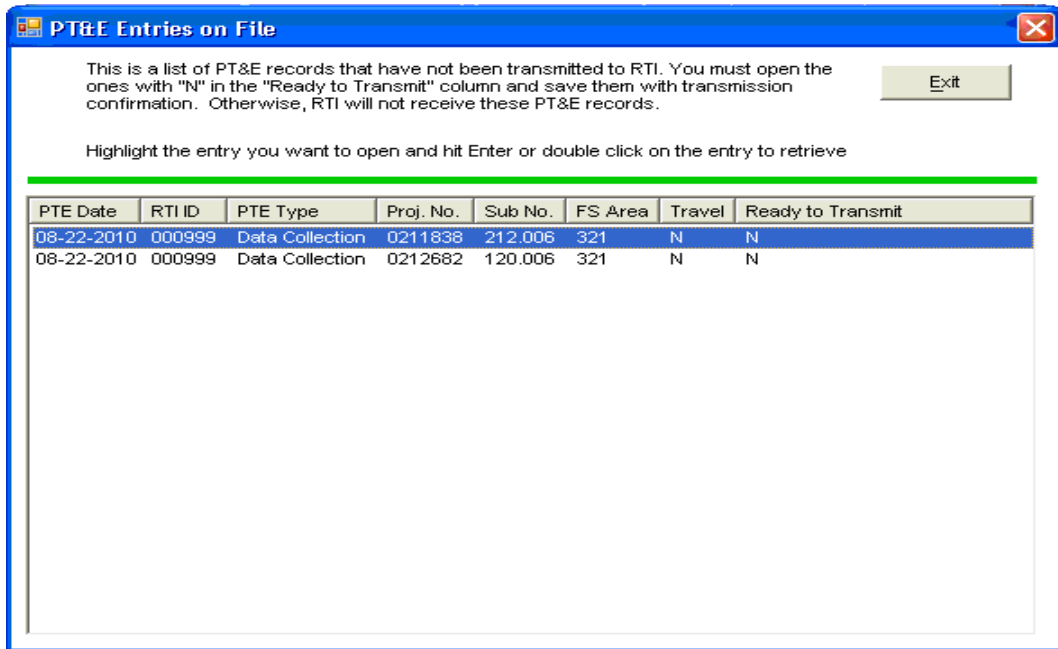 PT&E Entries on File
This is a list of PT&E records that have not been transmitted to RTI. You must open the
ones with "N" in the "Ready to Transmit" column and save them with transmission
confirmation.  Otherwise, RTI will not receive these PT&E records.
Exit
Highlight the entry you want to open and hit Enter or double click on the entry to retrieve
PTE Date RTI ID PTE Type Proj. No. Sub No. FS Area Travel Ready to Transmit
08-22-2010 000999 Data Collection 0211838 212.006 321 N N
08-22-2010 000999 Data Collection 0212682 120.006 321 N N